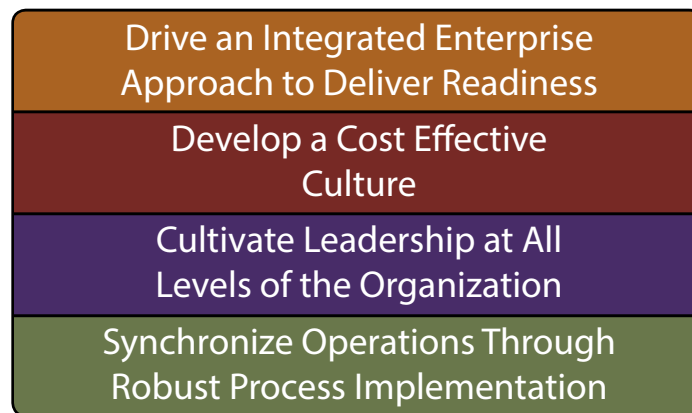 Drive an Integrated Enterprise
Approach to Deliver Readiness
Develop a Cost Effective
Culture
Cultivate Leadership at All
Levels of the Organization
Synchronize Operations Through
Robust Process Implementation